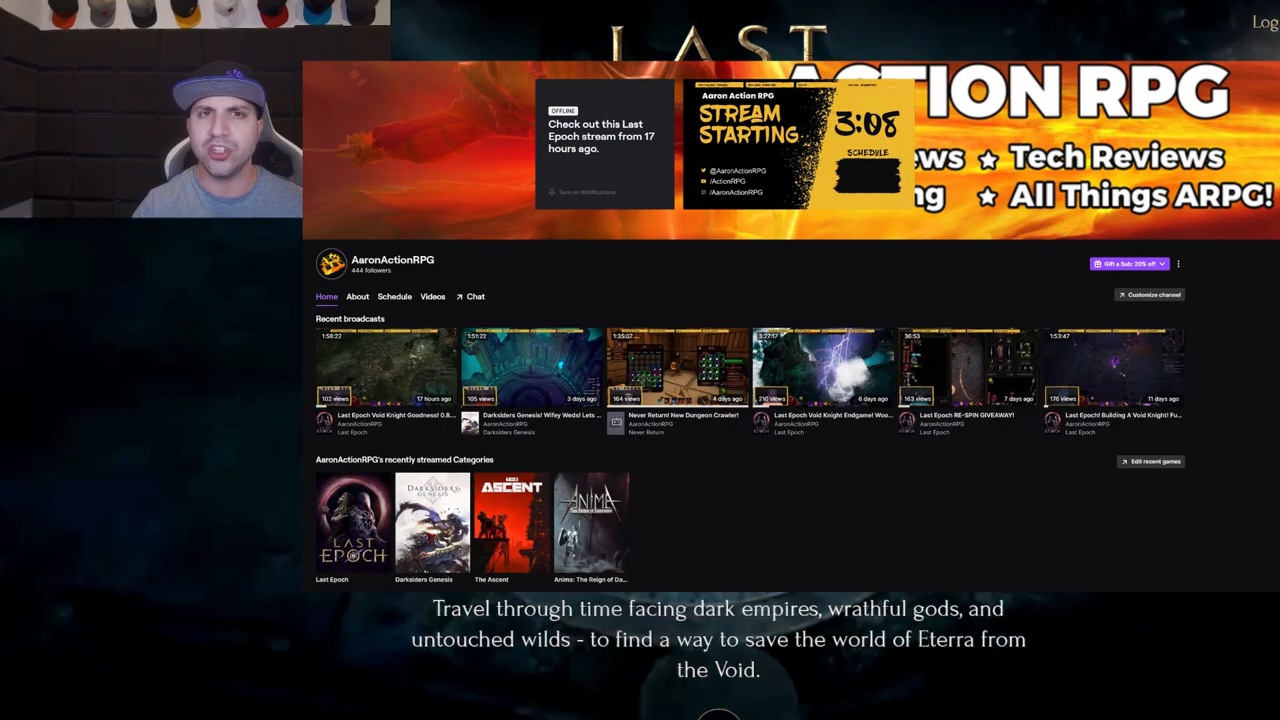 LAST
Log
ACTION RPG
ews ★ Tech Reviews
ng ★ All Things ARPG!
OFFLINE
Check out this Last
Epoch stream from 17
hours ago.
Turn on Notifications
Aaron Action RPG
STREAM
STARTING
3:08
SCHEDULE
@AaronActionRPG
/ActionRPG
/AaronActionRPG
AaronActionRPG
444 followers
Gift a Sub: 20% off
Home About Schedule Videos Chat
Customize channel
Recent broadcasts
1:58:22
102 views 17 hours ago
Last Epoch Void Knight Goodness! 0.8...
AaronActionRPG
Last Epoch
1:51:22
105 views 3 days ago
Darksiders Genesis! Wifey Weds! Lets ...
AaronActionRPG
Darksiders Genesis
1:35:07
164 views 4 days ago
Never Return! New Dungeon Crawler!
AaronActionRPG
Never Return
3:27:17
210 views 6 days ago
Last Epoch Void Knight Endgame! Woo...
AaronActionRPG
Last Epoch
36:53
163 views 7 days ago
Last Epoch RE-SPIN GIVEAWAY!
AaronActionRPG
Last Epoch
1:53:47
176 views 11 days ago
Last Epoch! Building A Void Knight! Fu...
AaronActionRPG
Last Epoch
AaronActionRPG's recently streamed Categories
Edit recent games
LAST
EPOCH
Last Epoch
DARKSIDERS
GENESIS
Darksiders Genesis
THE
ASCENT
The Ascent
ANIMA
Anima: The Reign of Da...
Travel through time facing dark empires, wrathful gods, and
untouched wilds - to find a way to save the world of Eterra from
the Void.